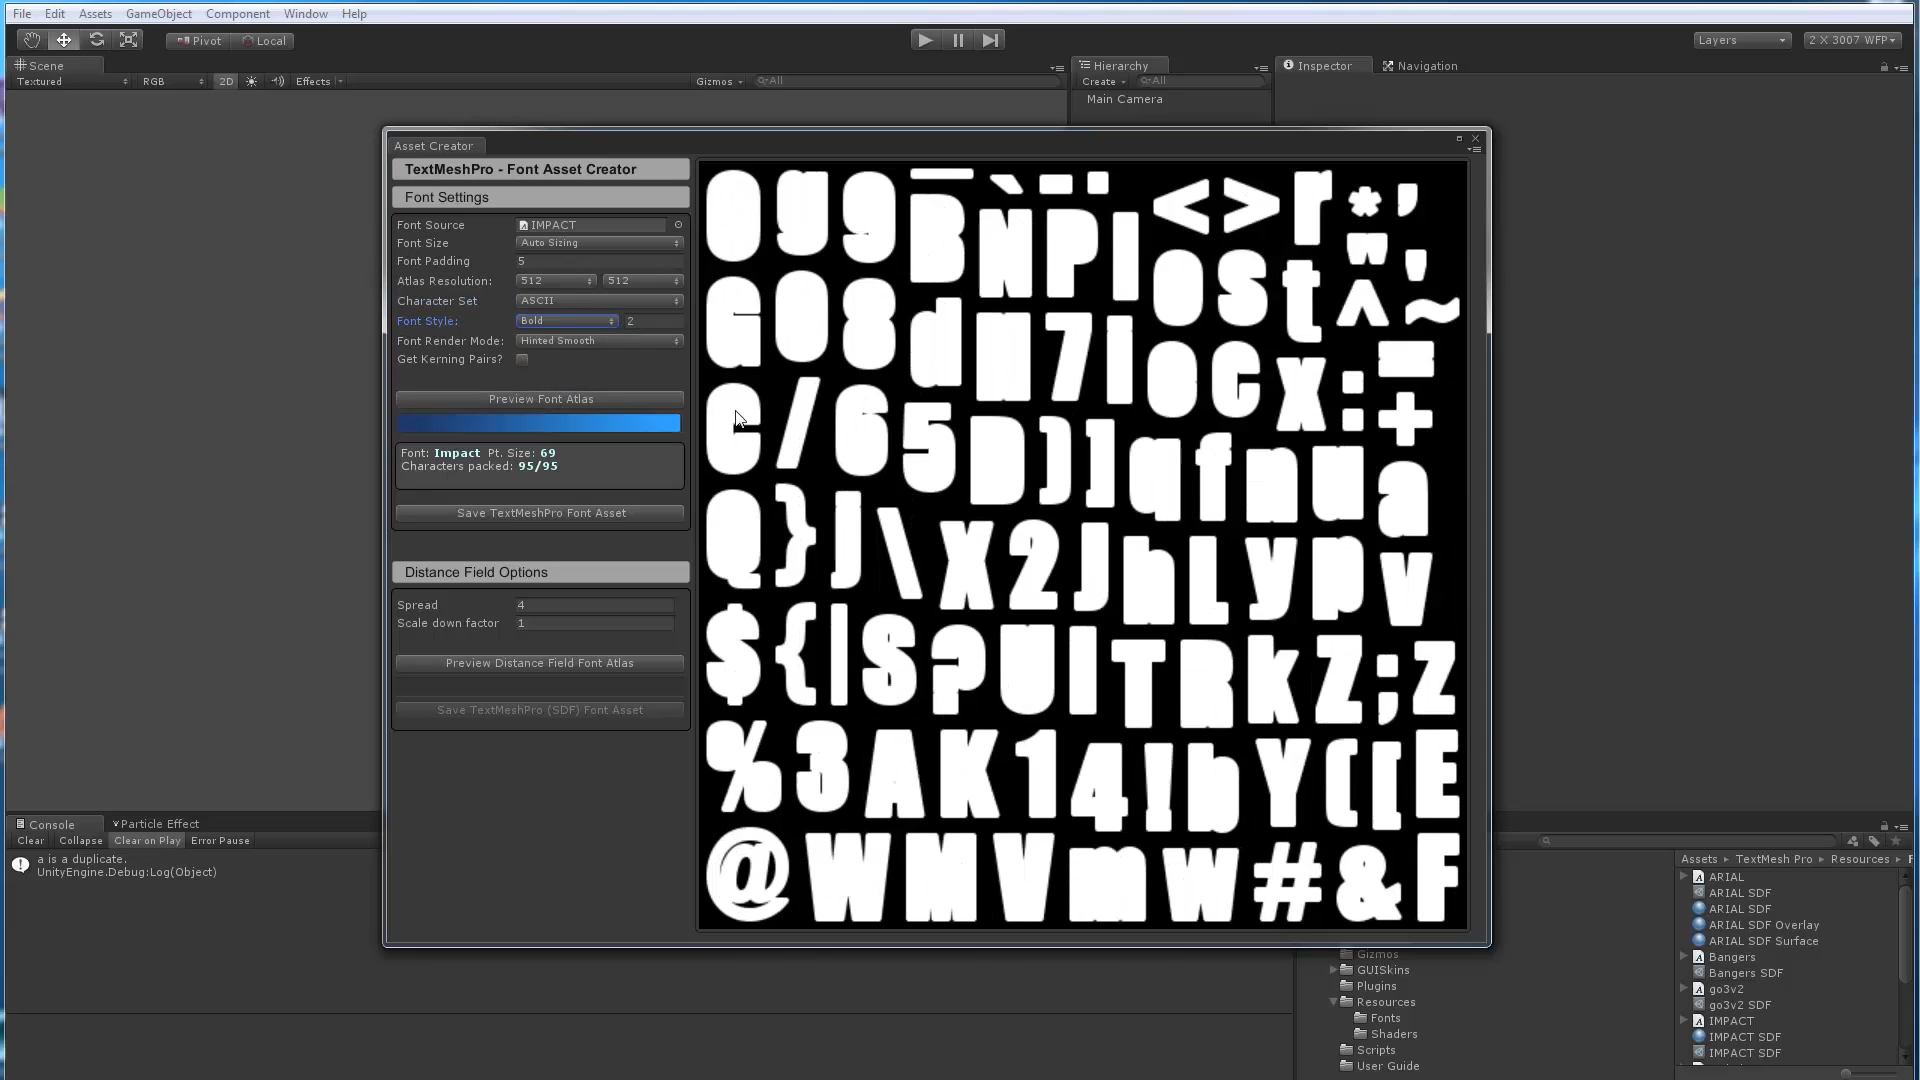 File Edit Assets GameObject Component Window Help
Pivot Local Layers 2 X 3007 WFP
Scene Hierarchy Inspector Navigation
Textured RGB 2D Effects Gizmos All Create All
Main Camera
Asset Creator
TextMeshPro - Font Asset Creator
Font Settings
Font Source IMPACT
Font Size Auto Sizing
Font Padding 5
Atlas Resolution: 512 512
Character Set ASCII
Font Style: Bold 2
Font Render Mode: Hinted Smooth
Get Kerning Pairs?
Preview Font Atlas
Font: Impact Pt. Size: 69
Characters packed: 95/95
Save TextMeshPro Font Asset
Distance Field Options
Spread 4
Scale down factor 1
Preview Distance Field Font Atlas
Save TextMeshPro (SDF) Font Asset
Console Particle Effect
Clear Collapse Clear on Play Error Pause
a is a duplicate.
UnityEngine.Debug:Log(Object)
Gizmos
GUISkins
Plugins
Resources
Fonts
Shaders
Scripts
User Guide
Assets TextMesh Pro Resources
ARIAL
ARIAL SDF
ARIAL SDF
ARIAL SDF Overlay
ARIAL SDF Surface
Bangers
Bangers SDF
go3v2
go3v2 SDF
IMPACT
IMPACT SDF
IMPACT SDF